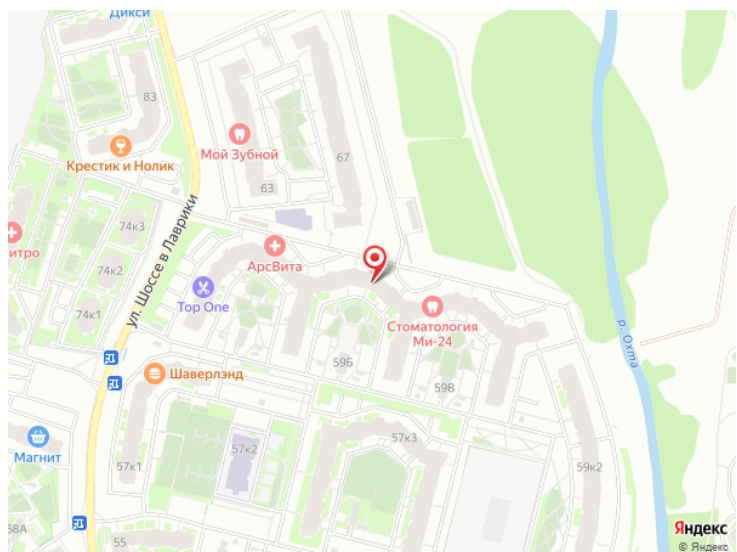 Дикси
83
Крестик и Нолик
Мой Зубной
63
67
74к3
итро
74к2
74к1
ул. Шоссе в Лаврики
АрсВита
Top One
Стоматология
Ми-24
р. Охта
59Б
59В
Шаверлэнд
Магнит
57к1
57к2
57к3
59к2
58А
55
Яндекс
© Яндекс